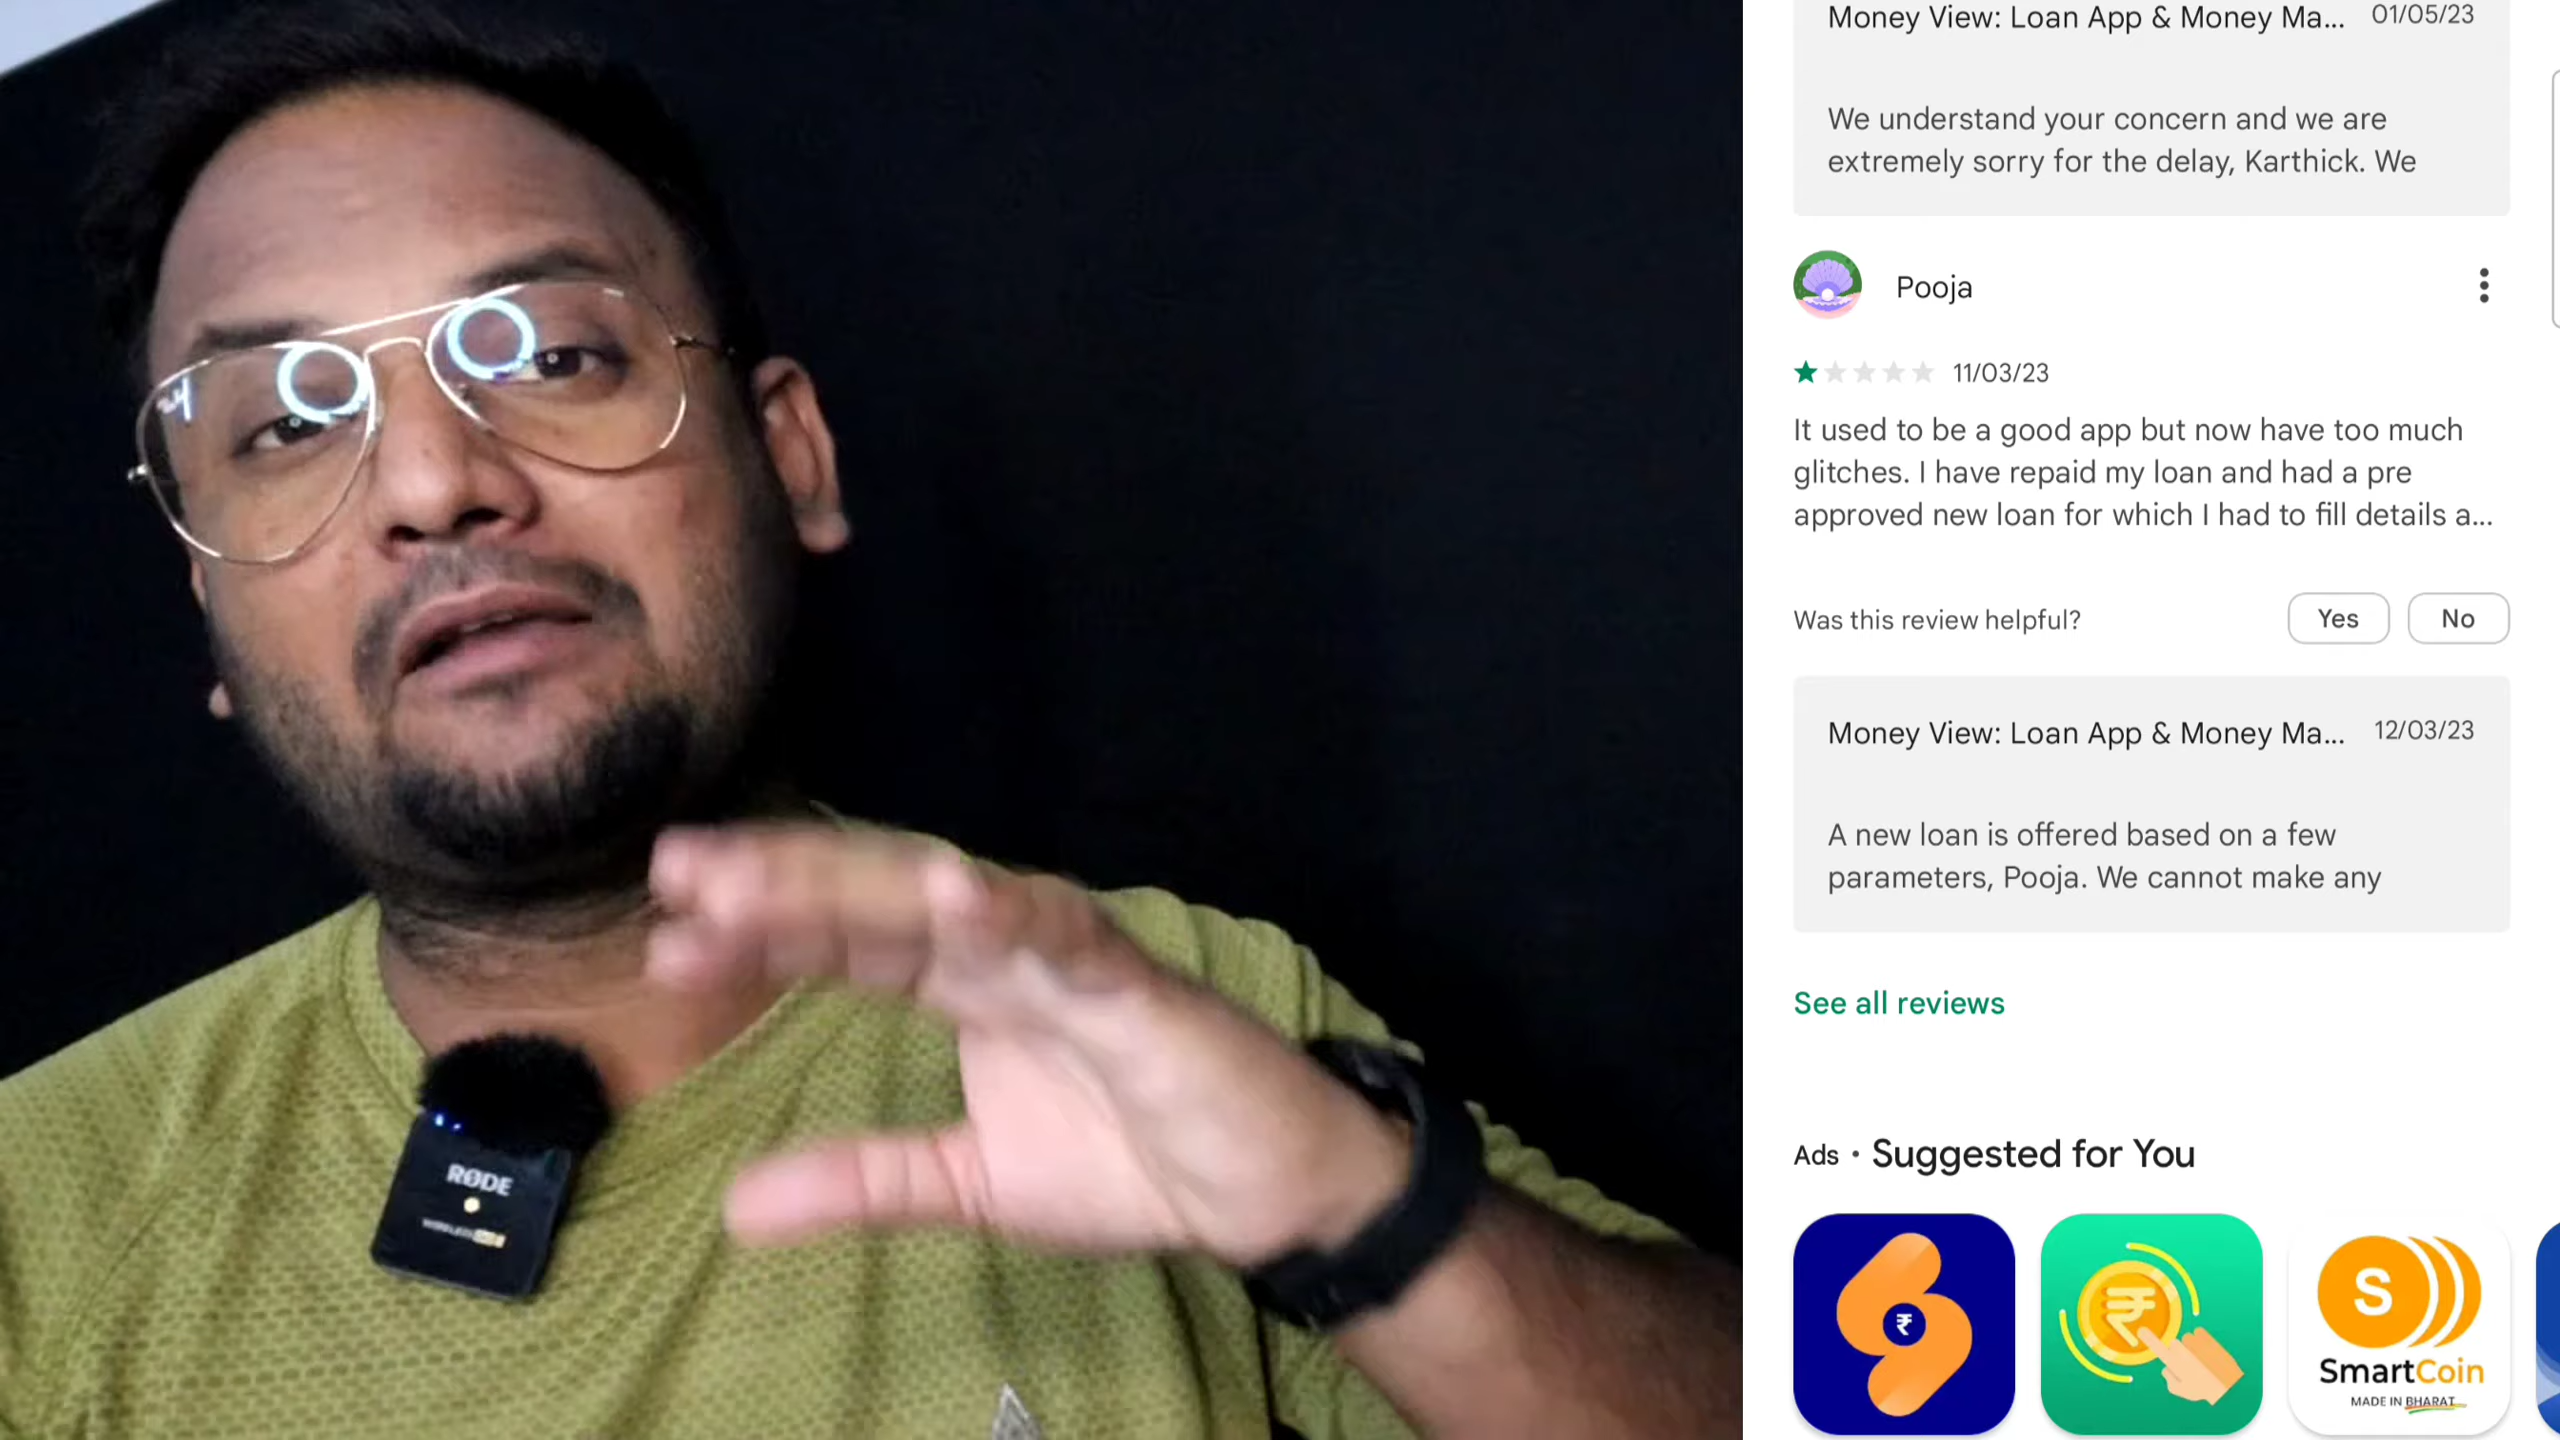 RØDE
Money View: Loan App & Money Ma... 01/05/23
We understand your concern and we are
extremely sorry for the delay, Karthick. We
Pooja
11/03/23
It used to be a good app but now have too much
glitches. I have repaid my loan and had a pre
approved new loan for which I had to fill details a...
Was this review helpful? Yes No
Money View: Loan App & Money Ma... 12/03/23
A new loan is offered based on a few
parameters, Pooja. We cannot make any
See all reviews
Ads • Suggested for You
₹
₹
S
SmartCoin
MADE IN BHARAT